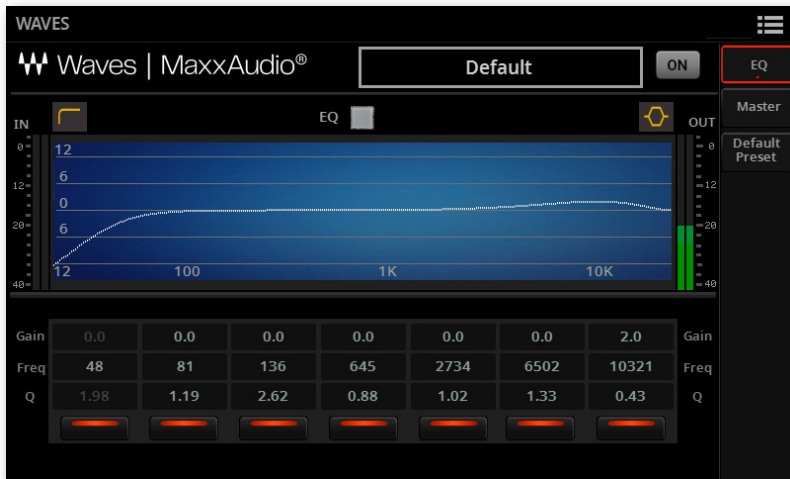 WAVES
Waves | MaxxAudio®
Default
ON
EQ
Master
Default
Preset
EQ
IN
OUT
0
12
20
40
12
6
0
6
12
100
1K
10K
0
12
20
40
Gain 0.0 0.0 0.0 0.0 0.0 0.0 2.0 Gain
Freq 48 81 136 645 2734 6502 10321 Freq
Q 1.98 1.19 2.62 0.88 1.02 1.33 0.43 Q